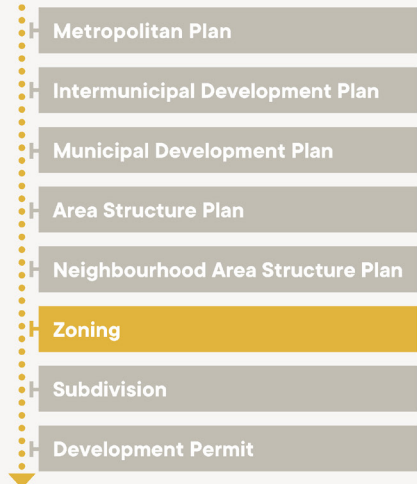 Metropolitan Plan
Intermunicipal Development Plan
Municipal Development Plan
Area Structure Plan
Neighbourhood Area Structure Plan
Zoning
Subdivision
Development Permit